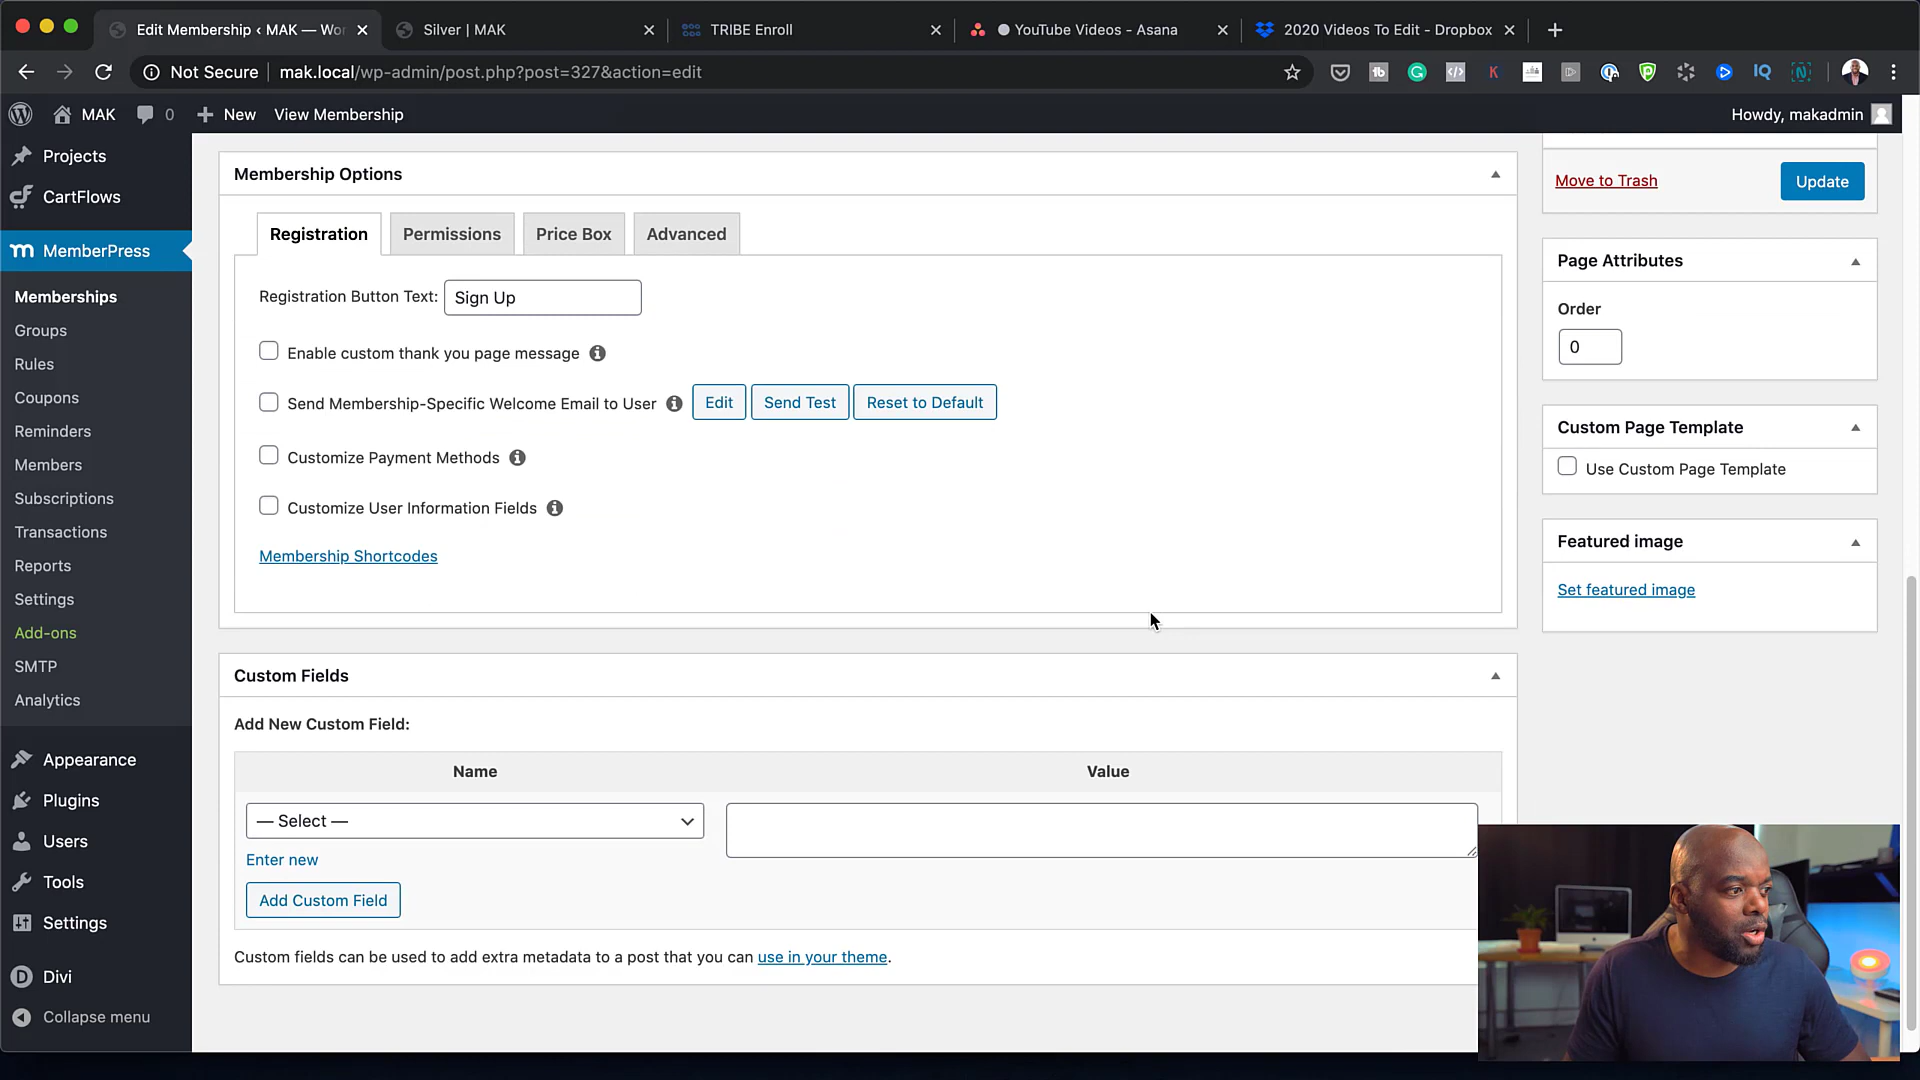 Edit Membership ‹ MAK — Wor
Silver | MAK
TRIBE Enroll
YouTube Videos - Asana
2020 Videos To Edit - Dropbox
Not Secure
mak.local/wp-admin/post.php?post=327&action=edit
MAK
0
New
View Membership
Howdy, makadmin
Projects
CartFlows
MemberPress
Memberships
Groups
Rules
Coupons
Reminders
Members
Subscriptions
Transactions
Reports
Settings
Add-ons
SMTP
Analytics
Appearance
Plugins
Users
Tools
Settings
Divi
Collapse menu
Membership Options
Registration
Permissions
Price Box
Advanced
Registration Button Text:
Sign Up
Enable custom thank you page message
Send Membership-Specific Welcome Email to User
Edit
Send Test
Reset to Default
Customize Payment Methods
Customize User Information Fields
Membership Shortcodes
Custom Fields
Add New Custom Field:
Name
Value
— Select —
Enter new
Add Custom Field
Custom fields can be used to add extra metadata to a post that you can use in your theme.
Move to Trash
Update
Page Attributes
Order
0
Custom Page Template
Use Custom Page Template
Featured image
Set featured image